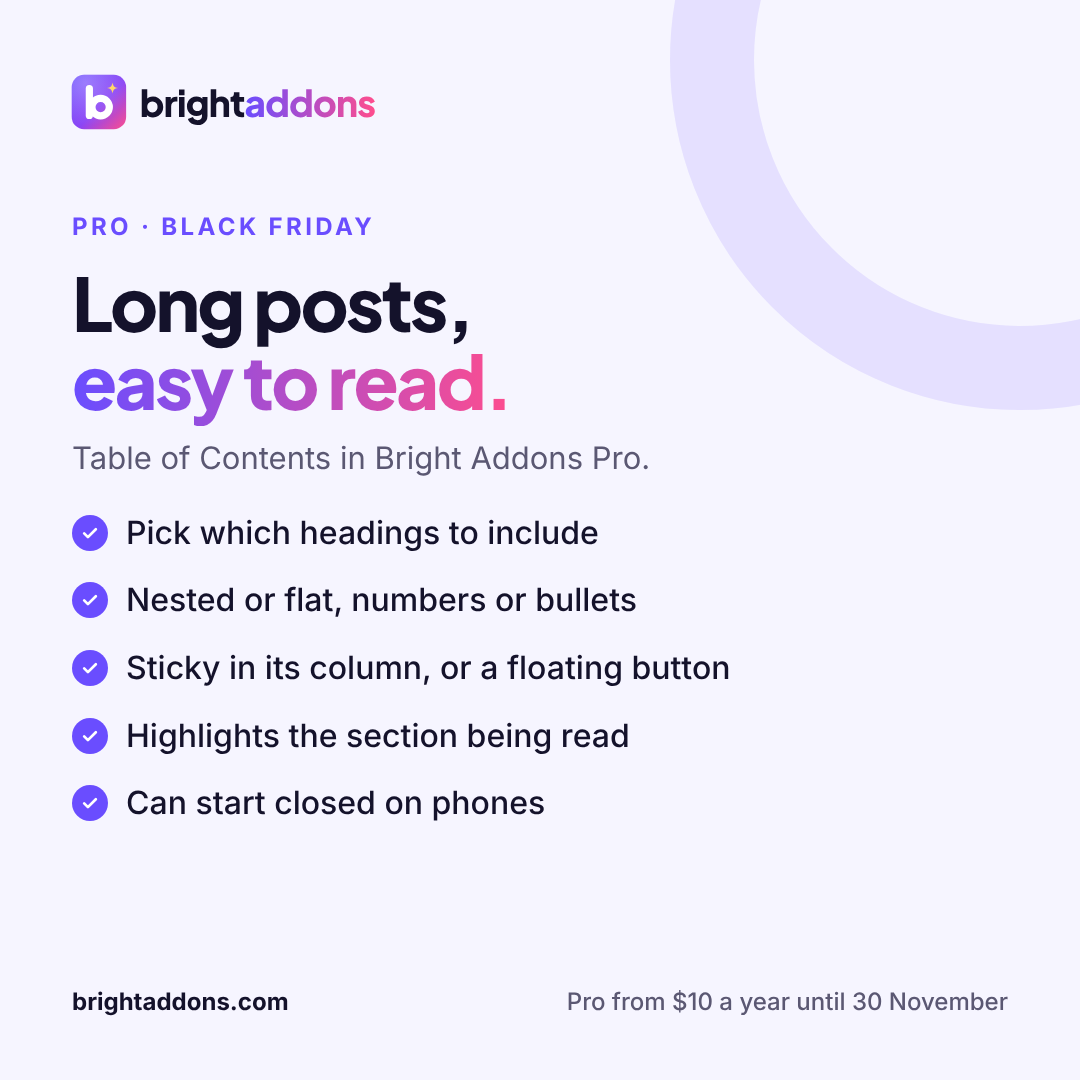 brightaddons
PRO · BLACK FRIDAY
Long posts,
easy to read.
Table of Contents in Bright Addons Pro.
Pick which headings to include
Nested or flat, numbers or bullets
Sticky in its column, or a floating button
Highlights the section being read
Can start closed on phones
brightaddons.com
Pro from $10 a year until 30 November